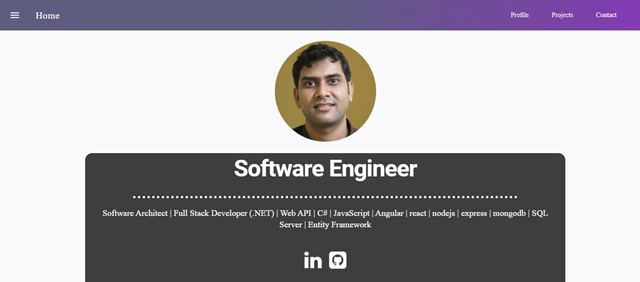 Home
Profile
Projects
Contact
Software Engineer
Software Architect | Full Stack Developer (.NET) | Web API | C# | JavaScript | Angular | react | nodejs | express | mongodb | SQL
Server | Entity Framework
in